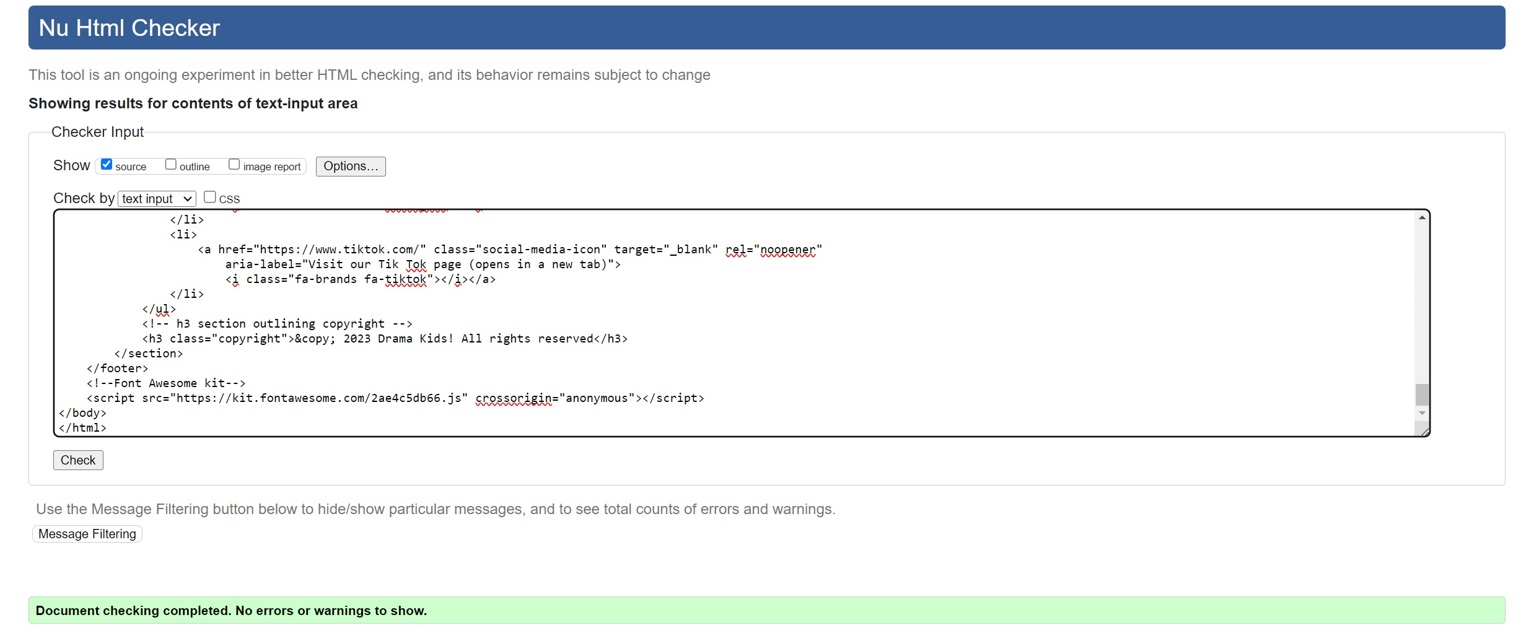 Nu Html Checker
This tool is an ongoing experiment in better HTML checking, and its behavior remains subject to change
Showing results for contents of text-input area
Checker Input
Show source outline image report Options...
Check by text input css
</li>
<li>
<a href="https://www.tiktok.com/" class="social-media-icon" target="_blank" rel="noopener"
aria-label="Visit our Tik Tok page (opens in a new tab)">
<i class="fa-brands fa-tiktok"></i></a>
</li>
</ul>
<!-- h3 section outlining copyright -->
<h3 class="copyright">&copy; 2023 Drama Kids! All rights reserved</h3>
</section>
</footer>
<!--Font Awesome kit-->
<script src="https://kit.fontawesome.com/2ae4c5db66.js" crossorigin="anonymous"></script>
</body>
</html>
Check
Use the Message Filtering button below to hide/show particular messages, and to see total counts of errors and warnings.
Message Filtering
Document checking completed. No errors or warnings to show.